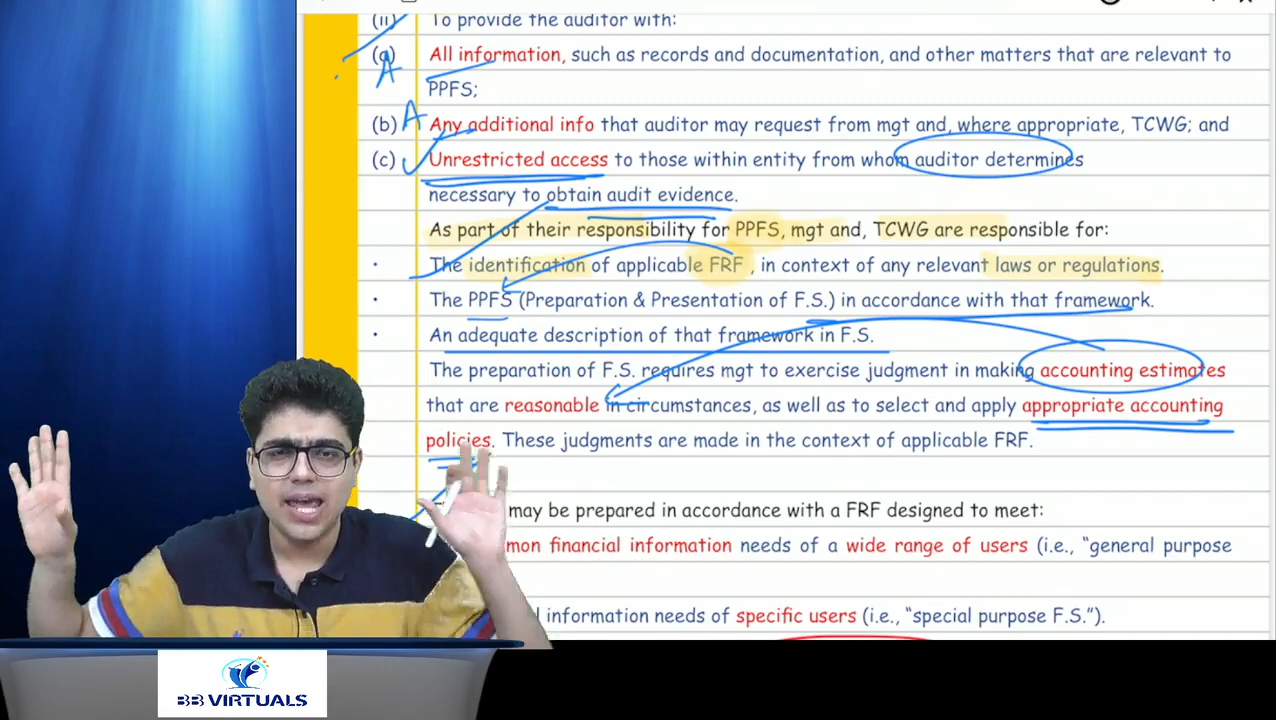 (ii) To provide the auditor with:
(a) All information, such as records and documentation, and other matters that are relevant to
A
PPFS;
(b) A Any additional info that auditor may request from mgt and, where appropriate, TCWG; and
(c) Unrestricted access to those within entity from whom auditor determines
necessary to obtain audit evidence.
As part of their responsibility for PPFS, mgt and, TCWG are responsible for:
· The identification of applicable FRF , in context of any relevant laws or regulations.
· The PPFS (Preparation & Presentation of F.S.) in accordance with that framework.
· An adequate description of that framework in F.S.
The preparation of F.S. requires mgt to exercise judgment in making accounting estimates
that are reasonable in circumstances, as well as to select and apply appropriate accounting
policies. These judgments are made in the context of applicable FRF.
may be prepared in accordance with a FRF designed to meet:
financial information needs of a wide range of users (i.e., “general purpose
information needs of specific users (i.e., “special purpose F.S.”).
BB VIRTUALS